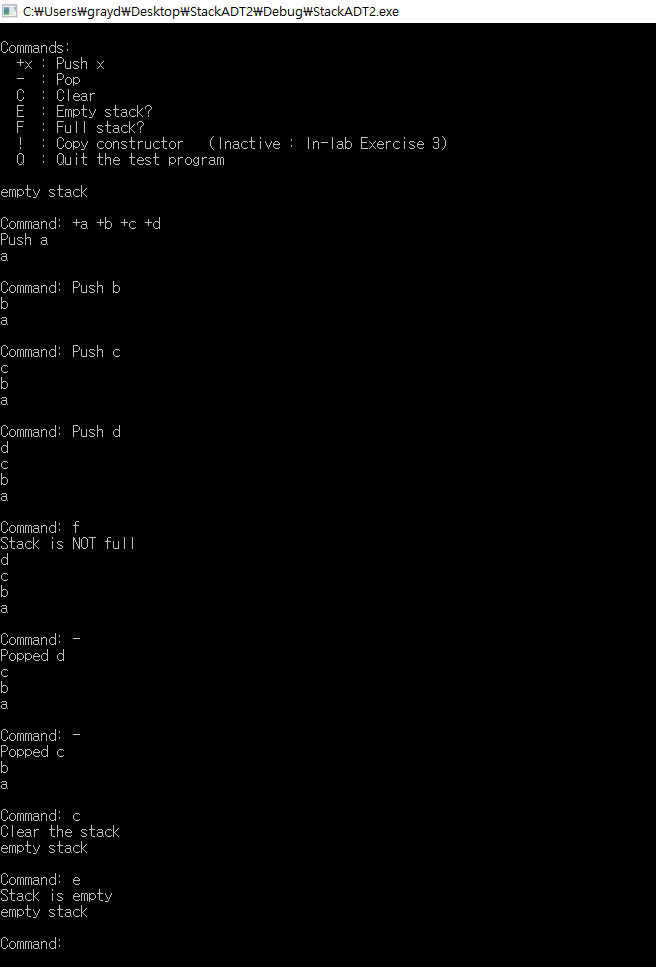 C:₩Users₩grayd₩Desktop₩StackADT2₩Debug₩StackADT2.exe
Commands:
+x : Push x
-  : Pop
C  : Clear
E  : Empty stack?
F  : Full stack?
!  : Copy constructor   (Inactive : In-lab Exercise 3)
Q  : Quit the test program
empty stack
Command: +a +b +c +d
Push a
a
Command: Push b
b
a
Command: Push c
c
b
a
Command: Push d
d
c
b
a
Command: f
Stack is NOT full
d
c
b
a
Command: -
Popped d
c
b
a
Command: -
Popped c
b
a
Command: c
Clear the stack
empty stack
Command: e
Stack is empty
empty stack
Command: